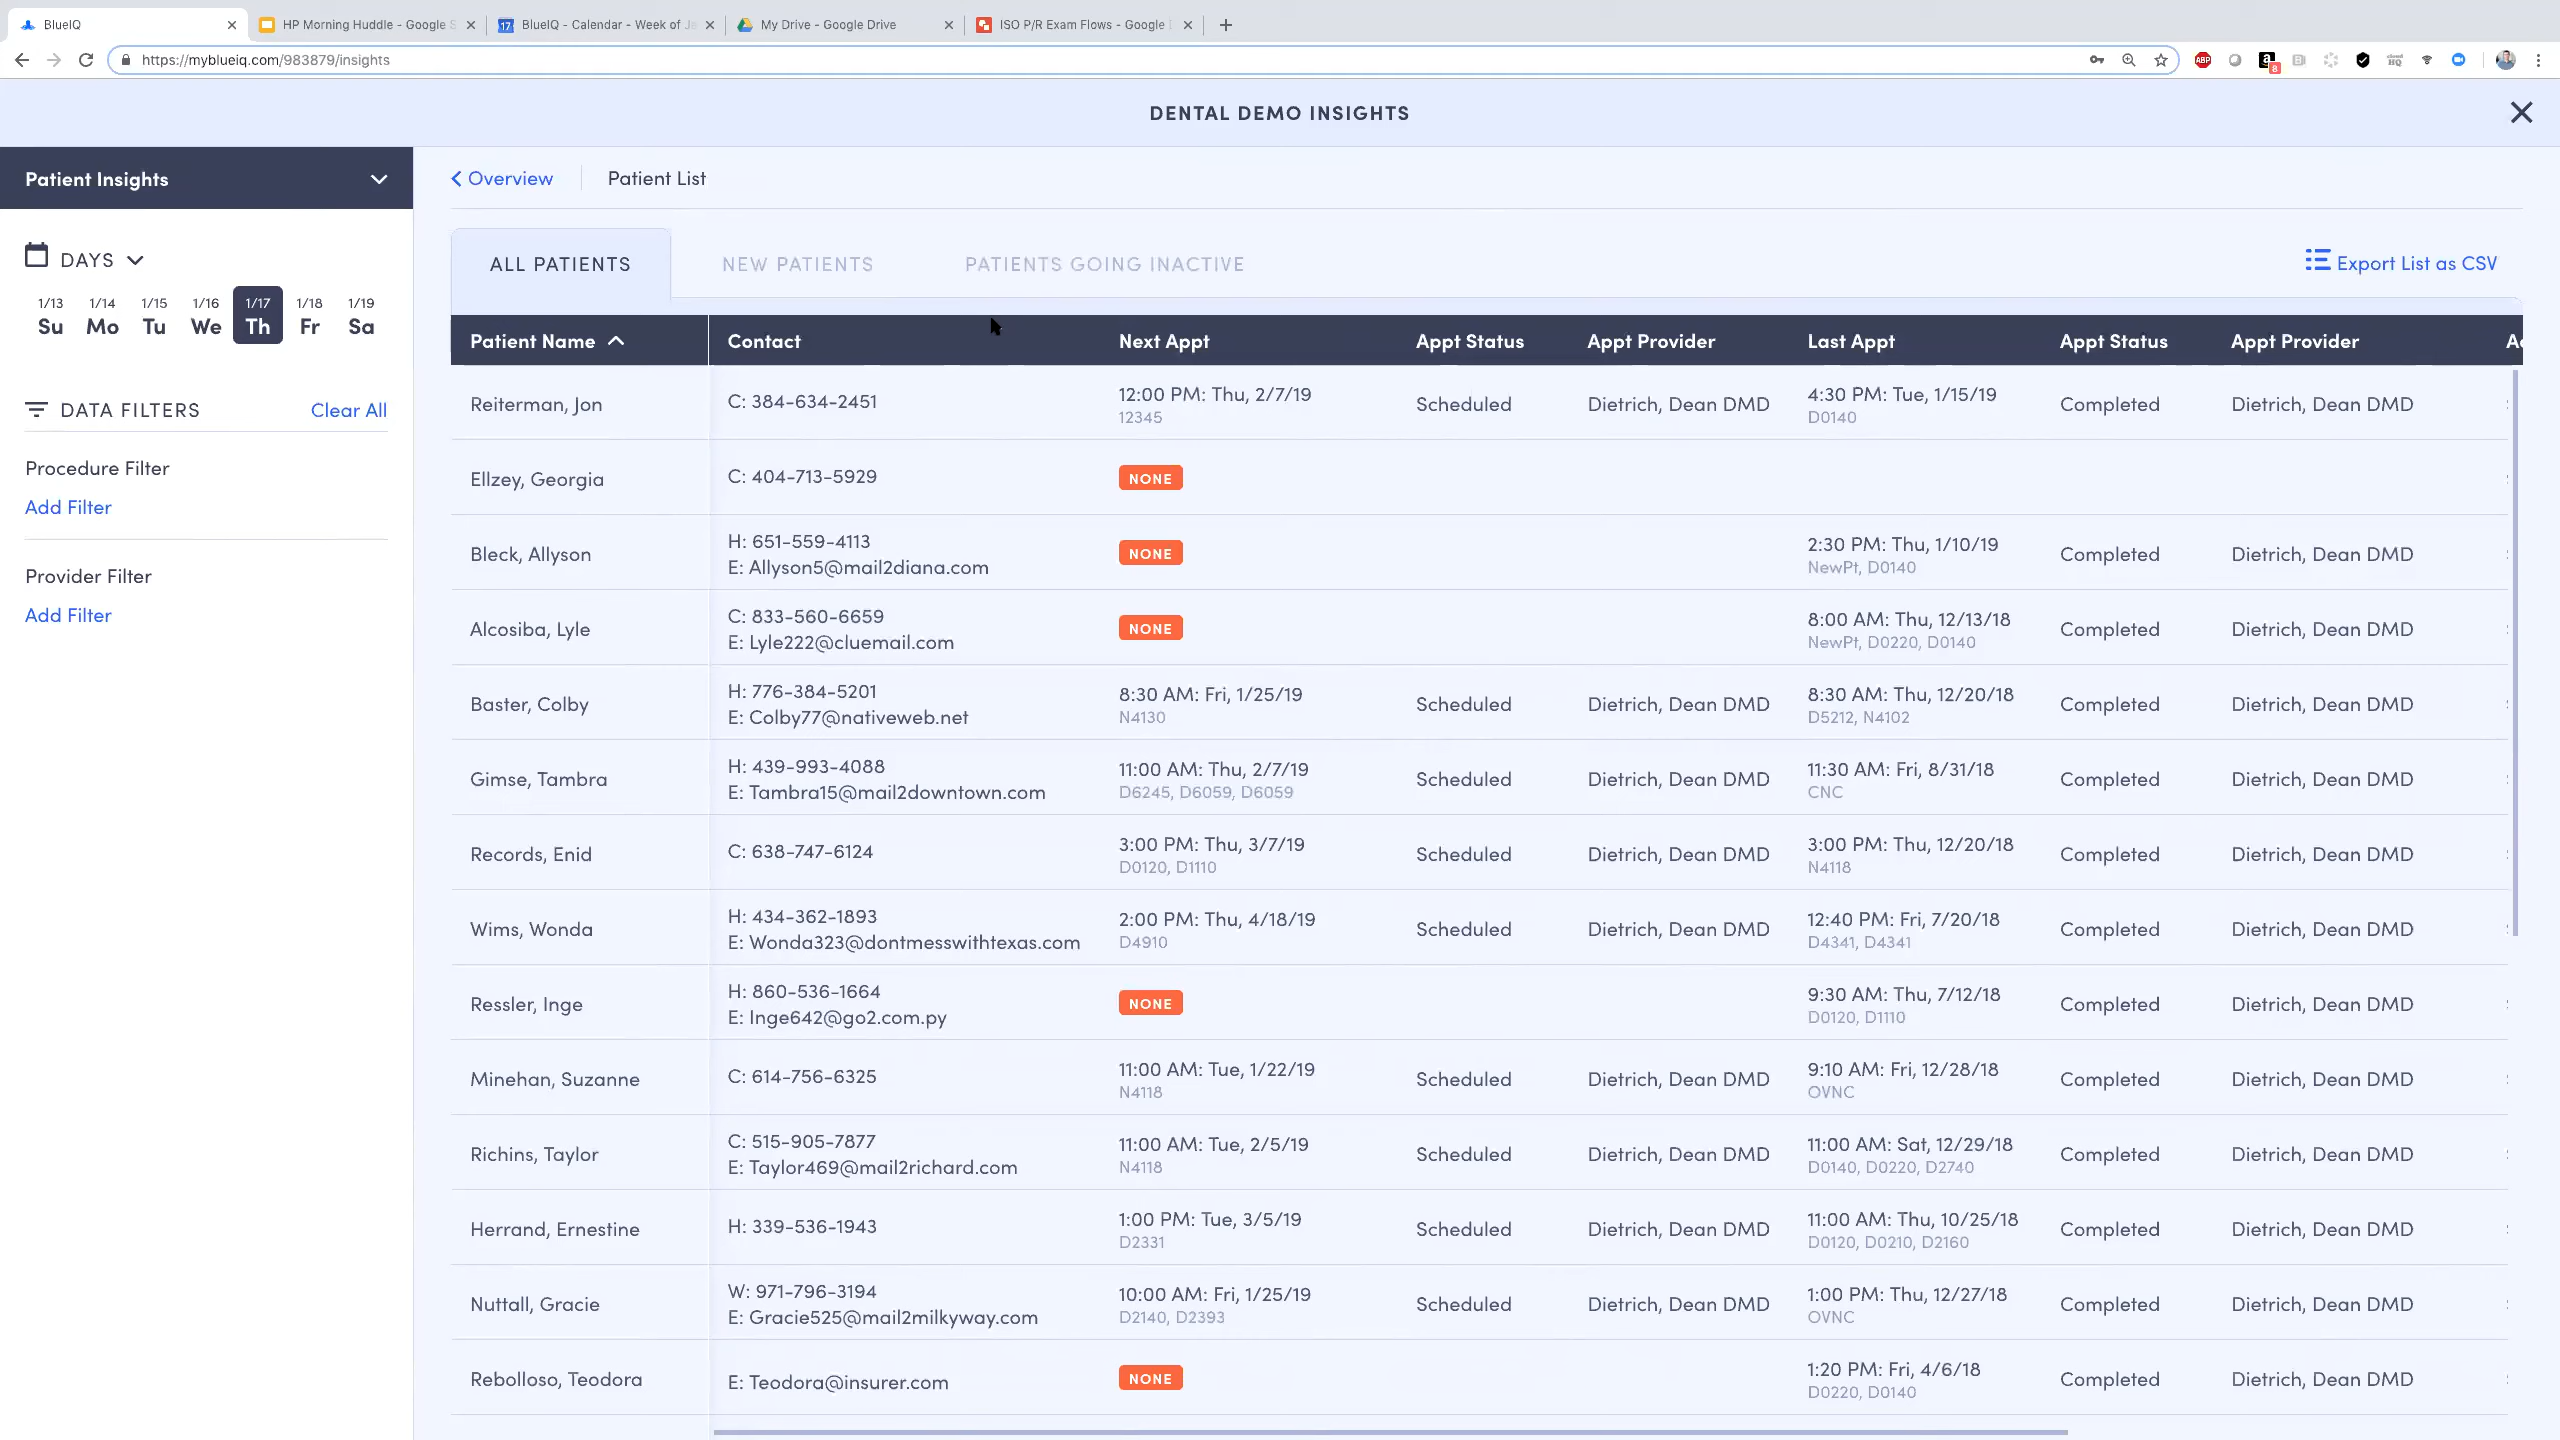 BlueIQ
HP Morning Huddle - Google S
BlueIQ - Calendar - Week of Ja
My Drive - Google Drive
ISO P/R Exam Flows - Google D
https://myblueiq.com/983879/insights
DENTAL DEMO INSIGHTS
Patient Insights
Overview
Patient List
DAYS
1/13 1/14 1/15 1/16 1/17 1/18 1/19
Su Mo Tu We Th Fr Sa
DATA FILTERS Clear All
Procedure Filter
Add Filter
Provider Filter
Add Filter
ALL PATIENTS NEW PATIENTS PATIENTS GOING INACTIVE Export List as CSV
Patient Name Contact Next Appt Appt Status Appt Provider Last Appt Appt Status Appt Provider
Reiterman, Jon C: 384-634-2451 12:00 PM: Thu, 2/7/19 Scheduled Dietrich, Dean DMD 4:30 PM: Tue, 1/15/19 Completed Dietrich, Dean DMD
12345 D0140
Ellzey, Georgia C: 404-713-5929 NONE
Bleck, Allyson H: 651-559-4113 NONE 2:30 PM: Thu, 1/10/19 Completed Dietrich, Dean DMD
E: Allyson5@mail2diana.com NewPt, D0140
Alcosiba, Lyle C: 833-560-6659 NONE 8:00 AM: Thu, 12/13/18 Completed Dietrich, Dean DMD
E: Lyle222@cluemail.com NewPt, D0220, D0140
Baster, Colby H: 776-384-5201 8:30 AM: Fri, 1/25/19 Scheduled Dietrich, Dean DMD 8:30 AM: Thu, 12/20/18 Completed Dietrich, Dean DMD
E: Colby77@nativeweb.net N4130 D5212, N4102
Gimse, Tambra H: 439-993-4088 11:00 AM: Thu, 2/7/19 Scheduled Dietrich, Dean DMD 11:30 AM: Fri, 8/31/18 Completed Dietrich, Dean DMD
E: Tambra15@mail2downtown.com D6245, D6059, D6059 CNC
Records, Enid C: 638-747-6124 3:00 PM: Thu, 3/7/19 Scheduled Dietrich, Dean DMD 3:00 PM: Thu, 12/20/18 Completed Dietrich, Dean DMD
D0120, D1110 N4118
Wims, Wonda H: 434-362-1893 2:00 PM: Thu, 4/18/19 Scheduled Dietrich, Dean DMD 12:40 PM: Fri, 7/20/18 Completed Dietrich, Dean DMD
E: Wonda323@dontmesswithtexas.com D4910 D4341, D4341
Ressler, Inge H: 860-536-1664 NONE 9:30 AM: Thu, 7/12/18 Completed Dietrich, Dean DMD
E: Inge642@go2.com.py D0120, D1110
Minehan, Suzanne C: 614-756-6325 11:00 AM: Tue, 1/22/19 Scheduled Dietrich, Dean DMD 9:10 AM: Fri, 12/28/18 Completed Dietrich, Dean DMD
N4118 OVNC
Richins, Taylor C: 515-905-7877 11:00 AM: Tue, 2/5/19 Scheduled Dietrich, Dean DMD 11:00 AM: Sat, 12/29/18 Completed Dietrich, Dean DMD
E: Taylor469@mail2richard.com N4118 D0140, D0220, D2740
Herrand, Ernestine H: 339-536-1943 1:00 PM: Tue, 3/5/19 Scheduled Dietrich, Dean DMD 11:00 AM: Thu, 10/25/18 Completed Dietrich, Dean DMD
D2331 D0120, D0210, D2160
Nuttall, Gracie W: 971-796-3194 10:00 AM: Fri, 1/25/19 Scheduled Dietrich, Dean DMD 1:00 PM: Thu, 12/27/18 Completed Dietrich, Dean DMD
E: Gracie525@mail2milkyway.com D2140, D2393 OVNC
Rebolloso, Teodora E: Teodora@insurer.com NONE 1:20 PM: Fri, 4/6/18 Completed Dietrich, Dean DMD
D0220, D0140